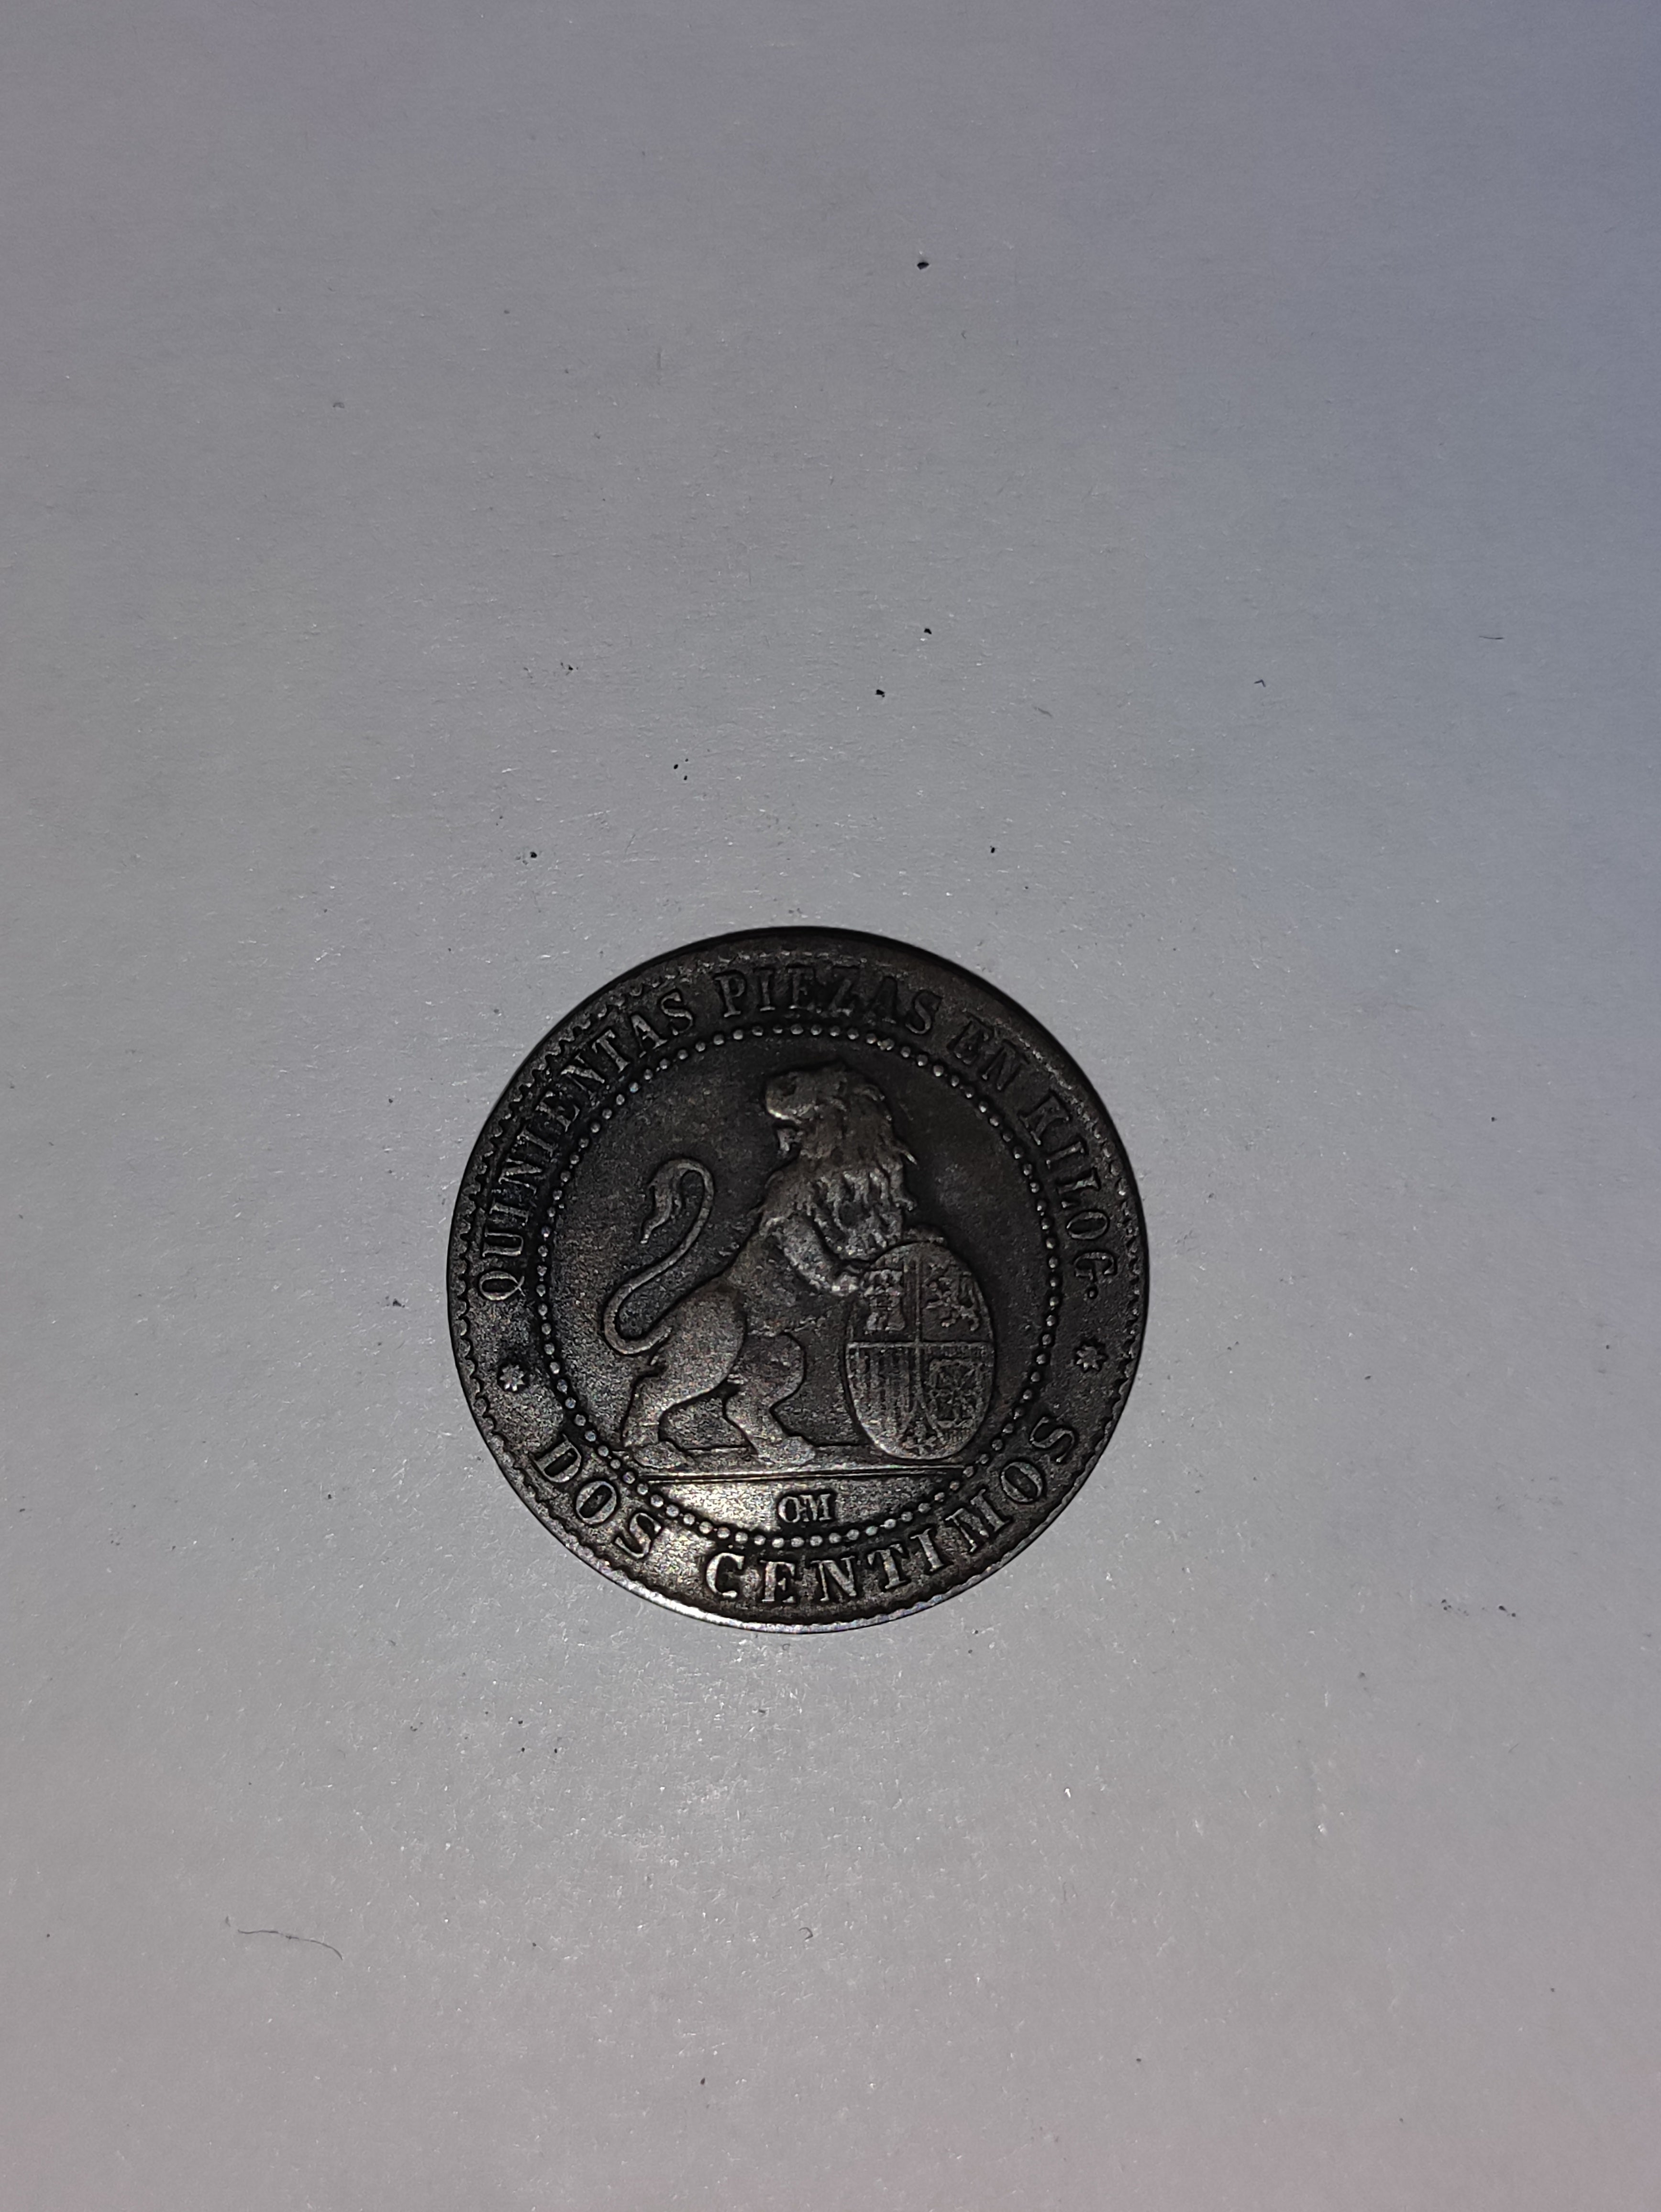 QUINIENTAS PIEZAS EN KILOG.
OM
DOS CENTIMOS